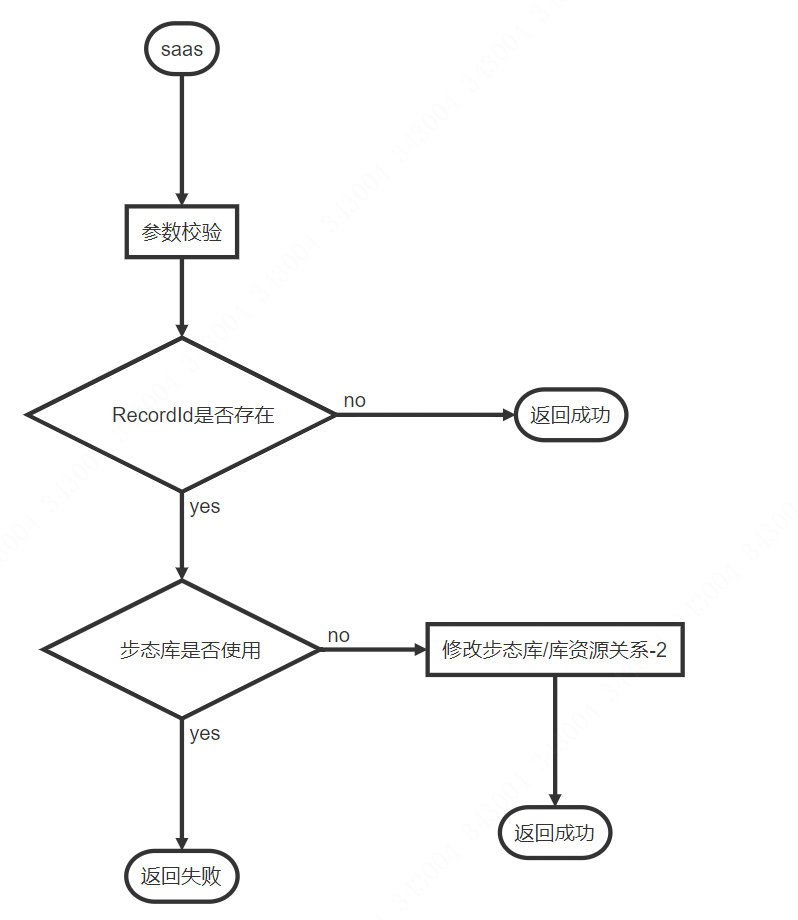 saas
参数校验
RecordId是否存在
no
返回成功
yes
步态库是否使用
no
修改步态库/库资源关系-2
yes
返回成功
返回失败